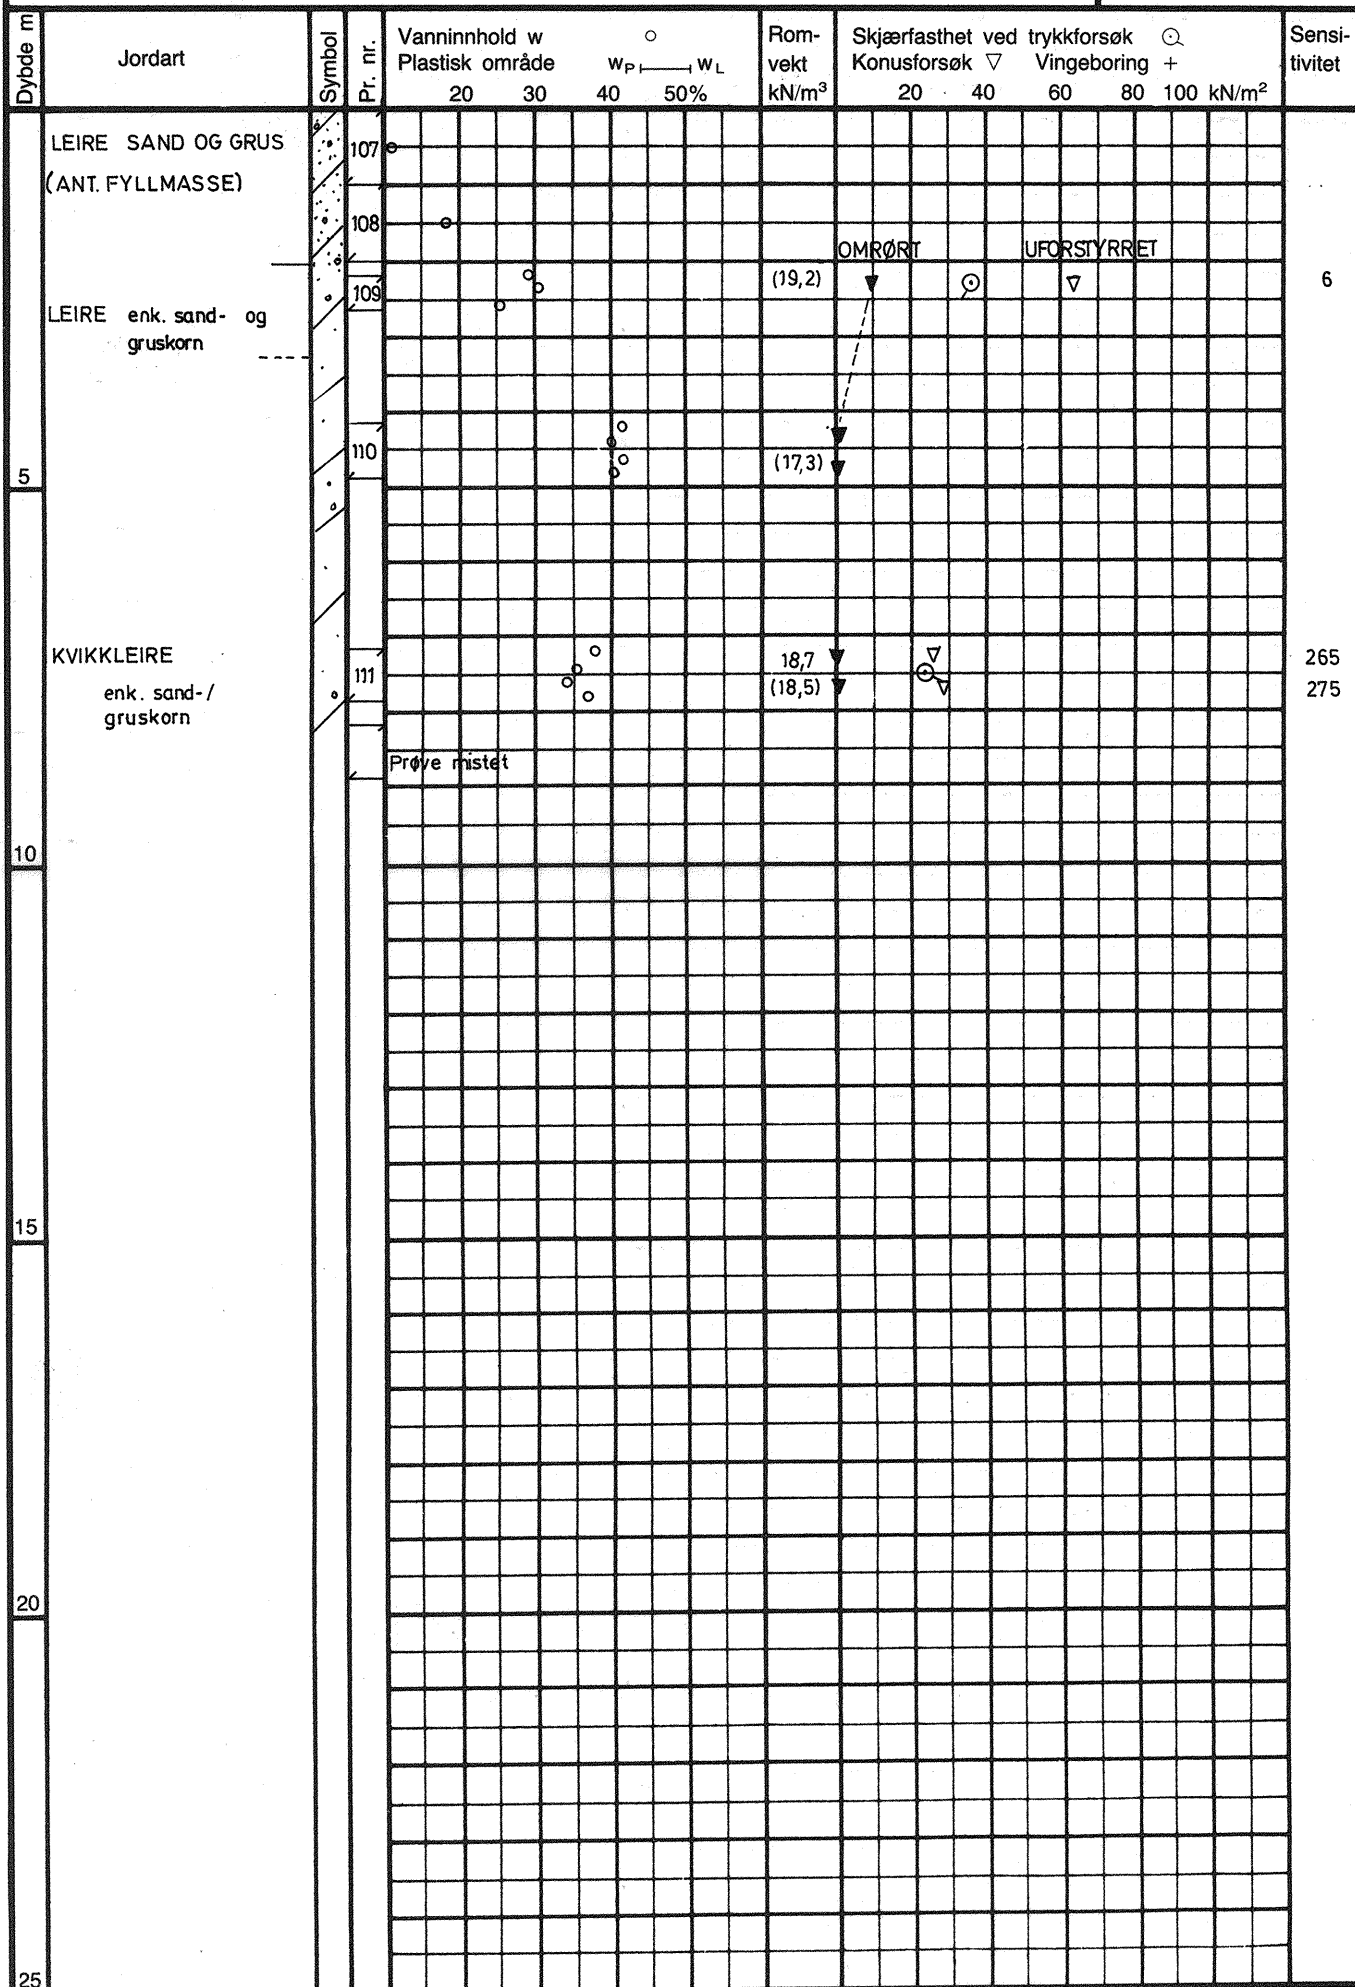 Dybde m
Jordart
Symbol
Pr. nr.
Vanninnhold w
Plastisk område wP wL
20 30 40 50%
Rom-
vekt
kN/m³
Skjærfasthet ved trykkforsøk
Konusforsøk ▽ Vingeboring +
20 40 60 80 100 kN/m²
Sensi-
tivitet
LEIRE SAND OG GRUS
(ANT. FYLLMASSE)
107
108
OMRØRT UFORSTYRRET
109
(19,2)
6
LEIRE enk. sand- og
gruskorn
110
(17,3)
5
KVIKKLEIRE
enk. sand-/
gruskorn
111
18,7
(18,5)
265
275
Prøve mistet
10
15
20
25